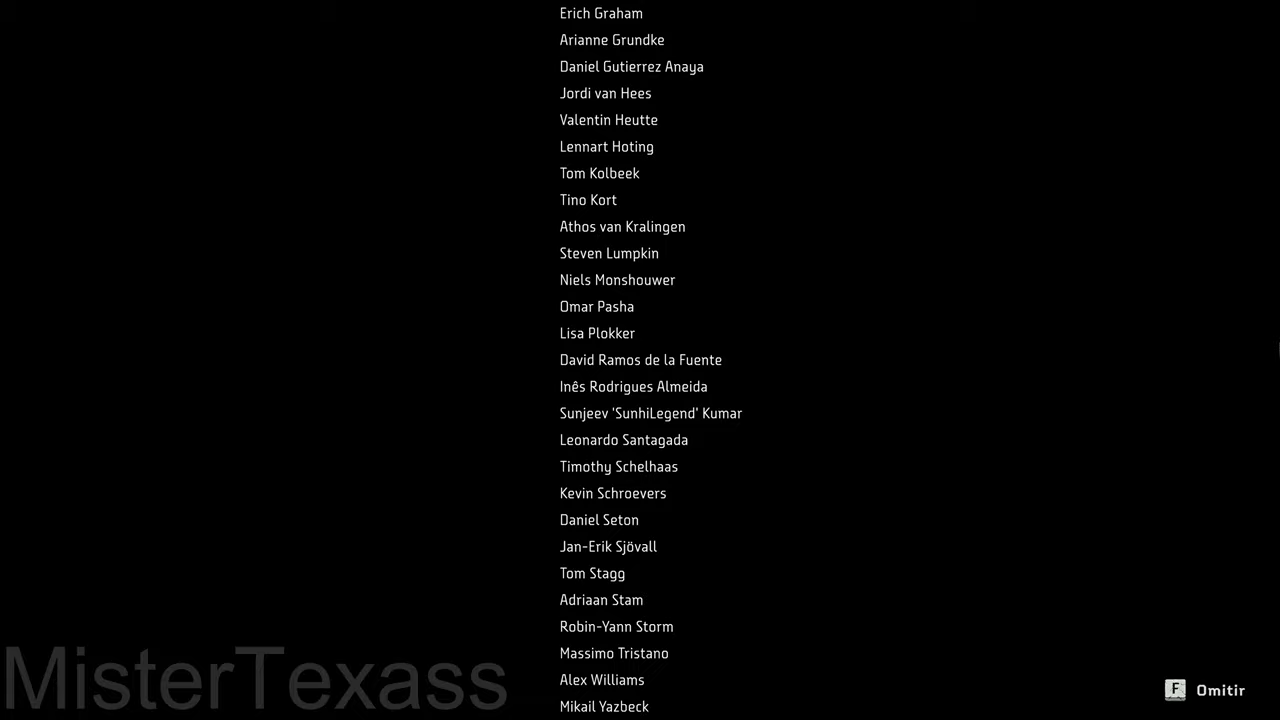 Erich Graham
Arianne Grundke
Daniel Gutierrez Anaya
Jordi van Hees
Valentin Heutte
Lennart Hoting
Tom Kolbeek
Tino Kort
Athos van Kralingen
Steven Lumpkin
Niels Monshouwer
Omar Pasha
Lisa Plokker
David Ramos de la Fuente
Inês Rodrigues Almeida
Sunjeev 'SunhiLegend' Kumar
Leonardo Santagada
Timothy Schelhaas
Kevin Schroevers
Daniel Seton
Jan-Erik Sjövall
Tom Stagg
Adriaan Stam
Robin-Yann Storm
Massimo Tristano
Alex Williams
Mikail Yazbeck
MisterTexass
F Omitir